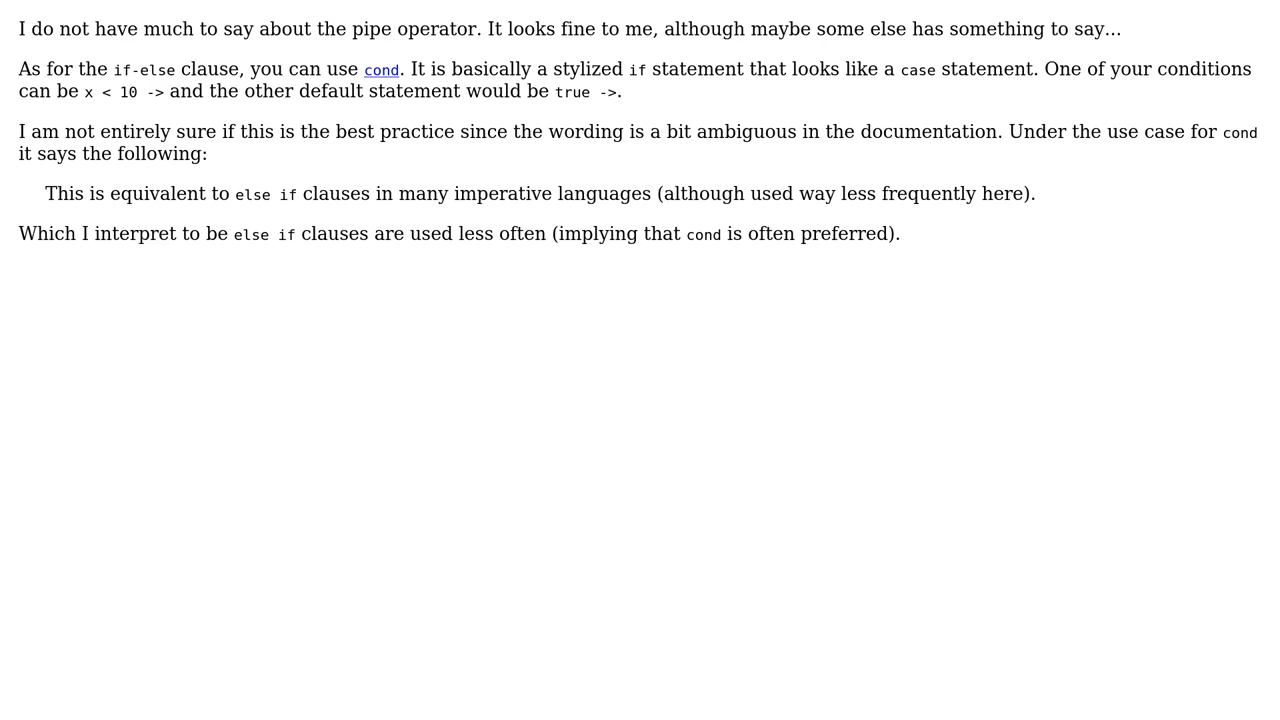 I do not have much to say about the pipe operator. It looks fine to me, although maybe some else has something to say...
As for the if-else clause, you can use cond. It is basically a stylized if statement that looks like a case statement. One of your conditions
can be x < 10 -> and the other default statement would be true ->.
I am not entirely sure if this is the best practice since the wording is a bit ambiguous in the documentation. Under the use case for cond
it says the following:
This is equivalent to else if clauses in many imperative languages (although used way less frequently here).
Which I interpret to be else if clauses are used less often (implying that cond is often preferred).